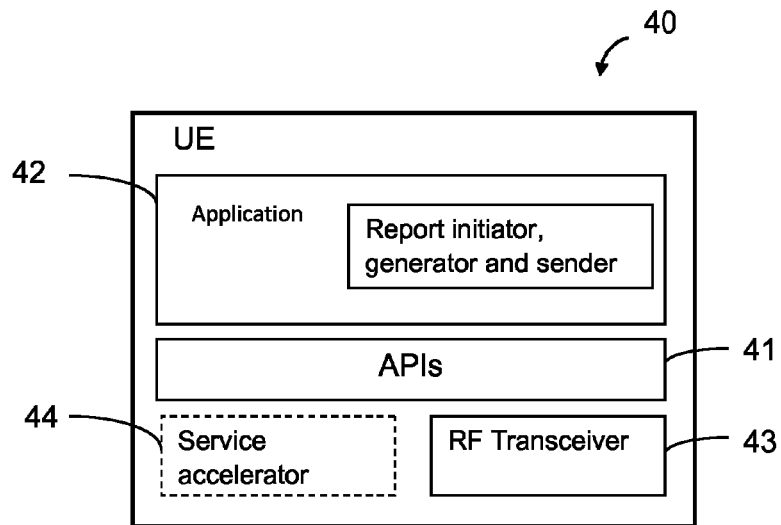 40
UE
42
Application
Report initiator,
generator and sender
APIs
41
44
Service
accelerator
RF Transceiver
43